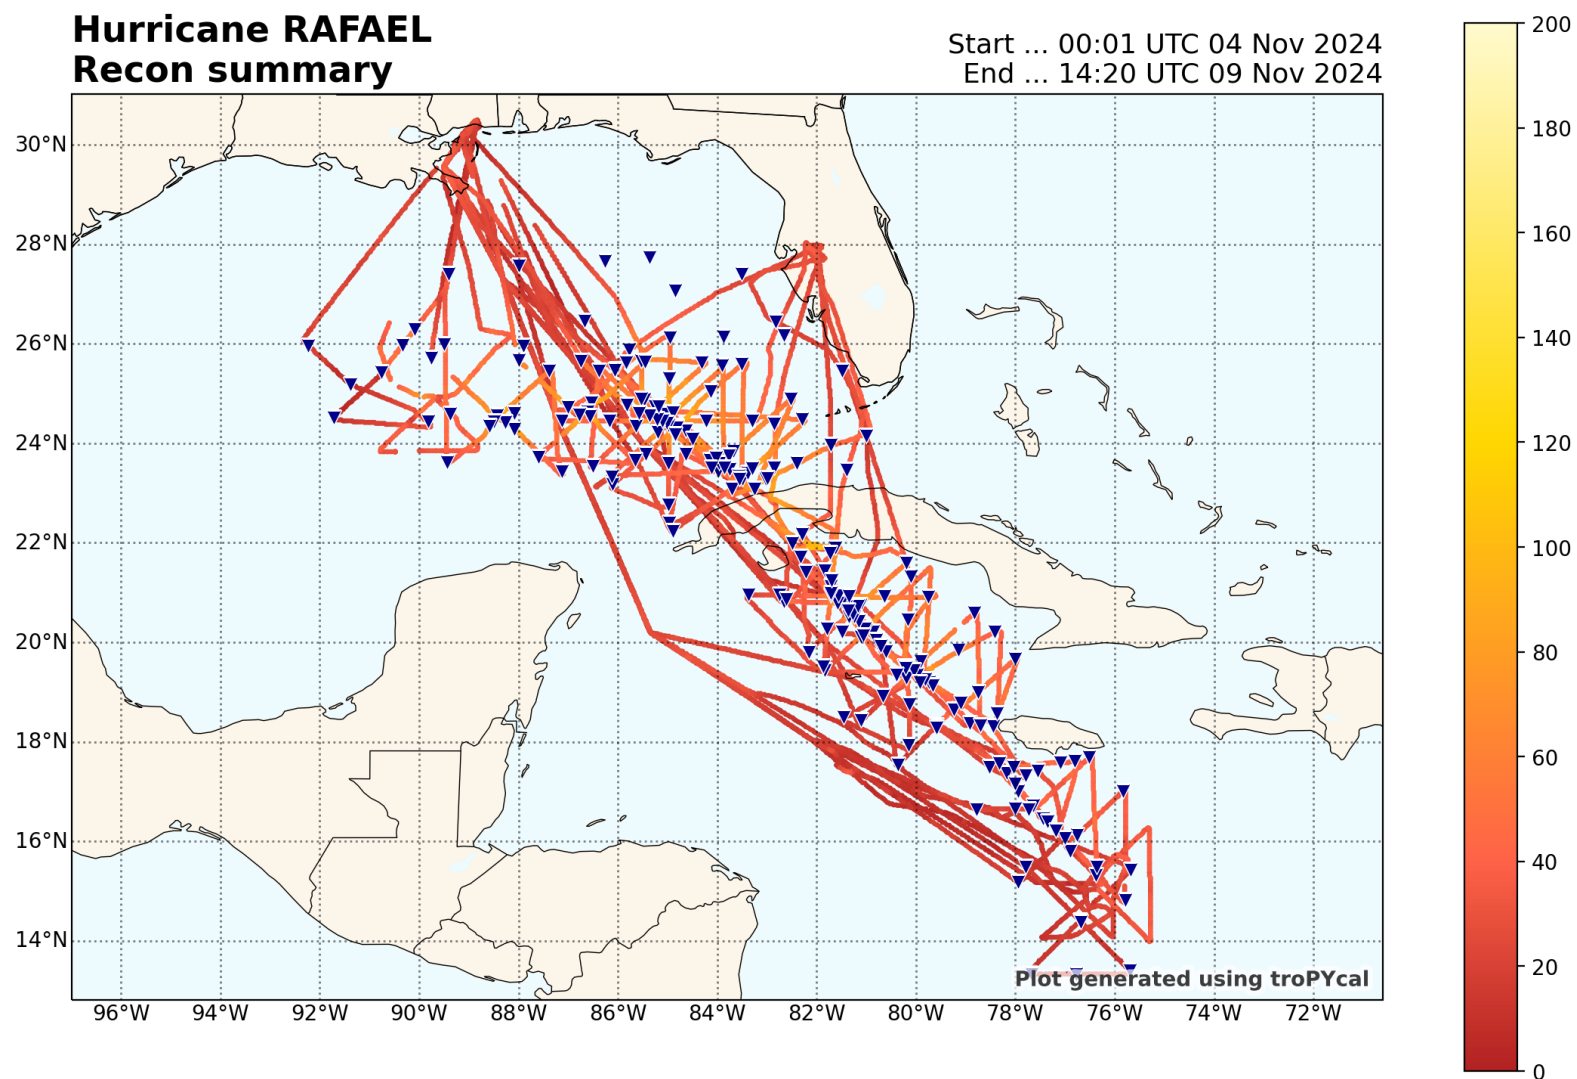 Hurricane RAFAEL
Recon summary
Start ... 00:01 UTC 04 Nov 2024
End ... 14:20 UTC 09 Nov 2024
200
180
160
140
120
100
80
60
40
20
0
30°N
28°N
26°N
24°N
22°N
20°N
18°N
16°N
14°N
Plot generated using troPYcal
96°W 94°W 92°W 90°W 88°W 86°W 84°W 82°W 80°W 78°W 76°W 74°W 72°W